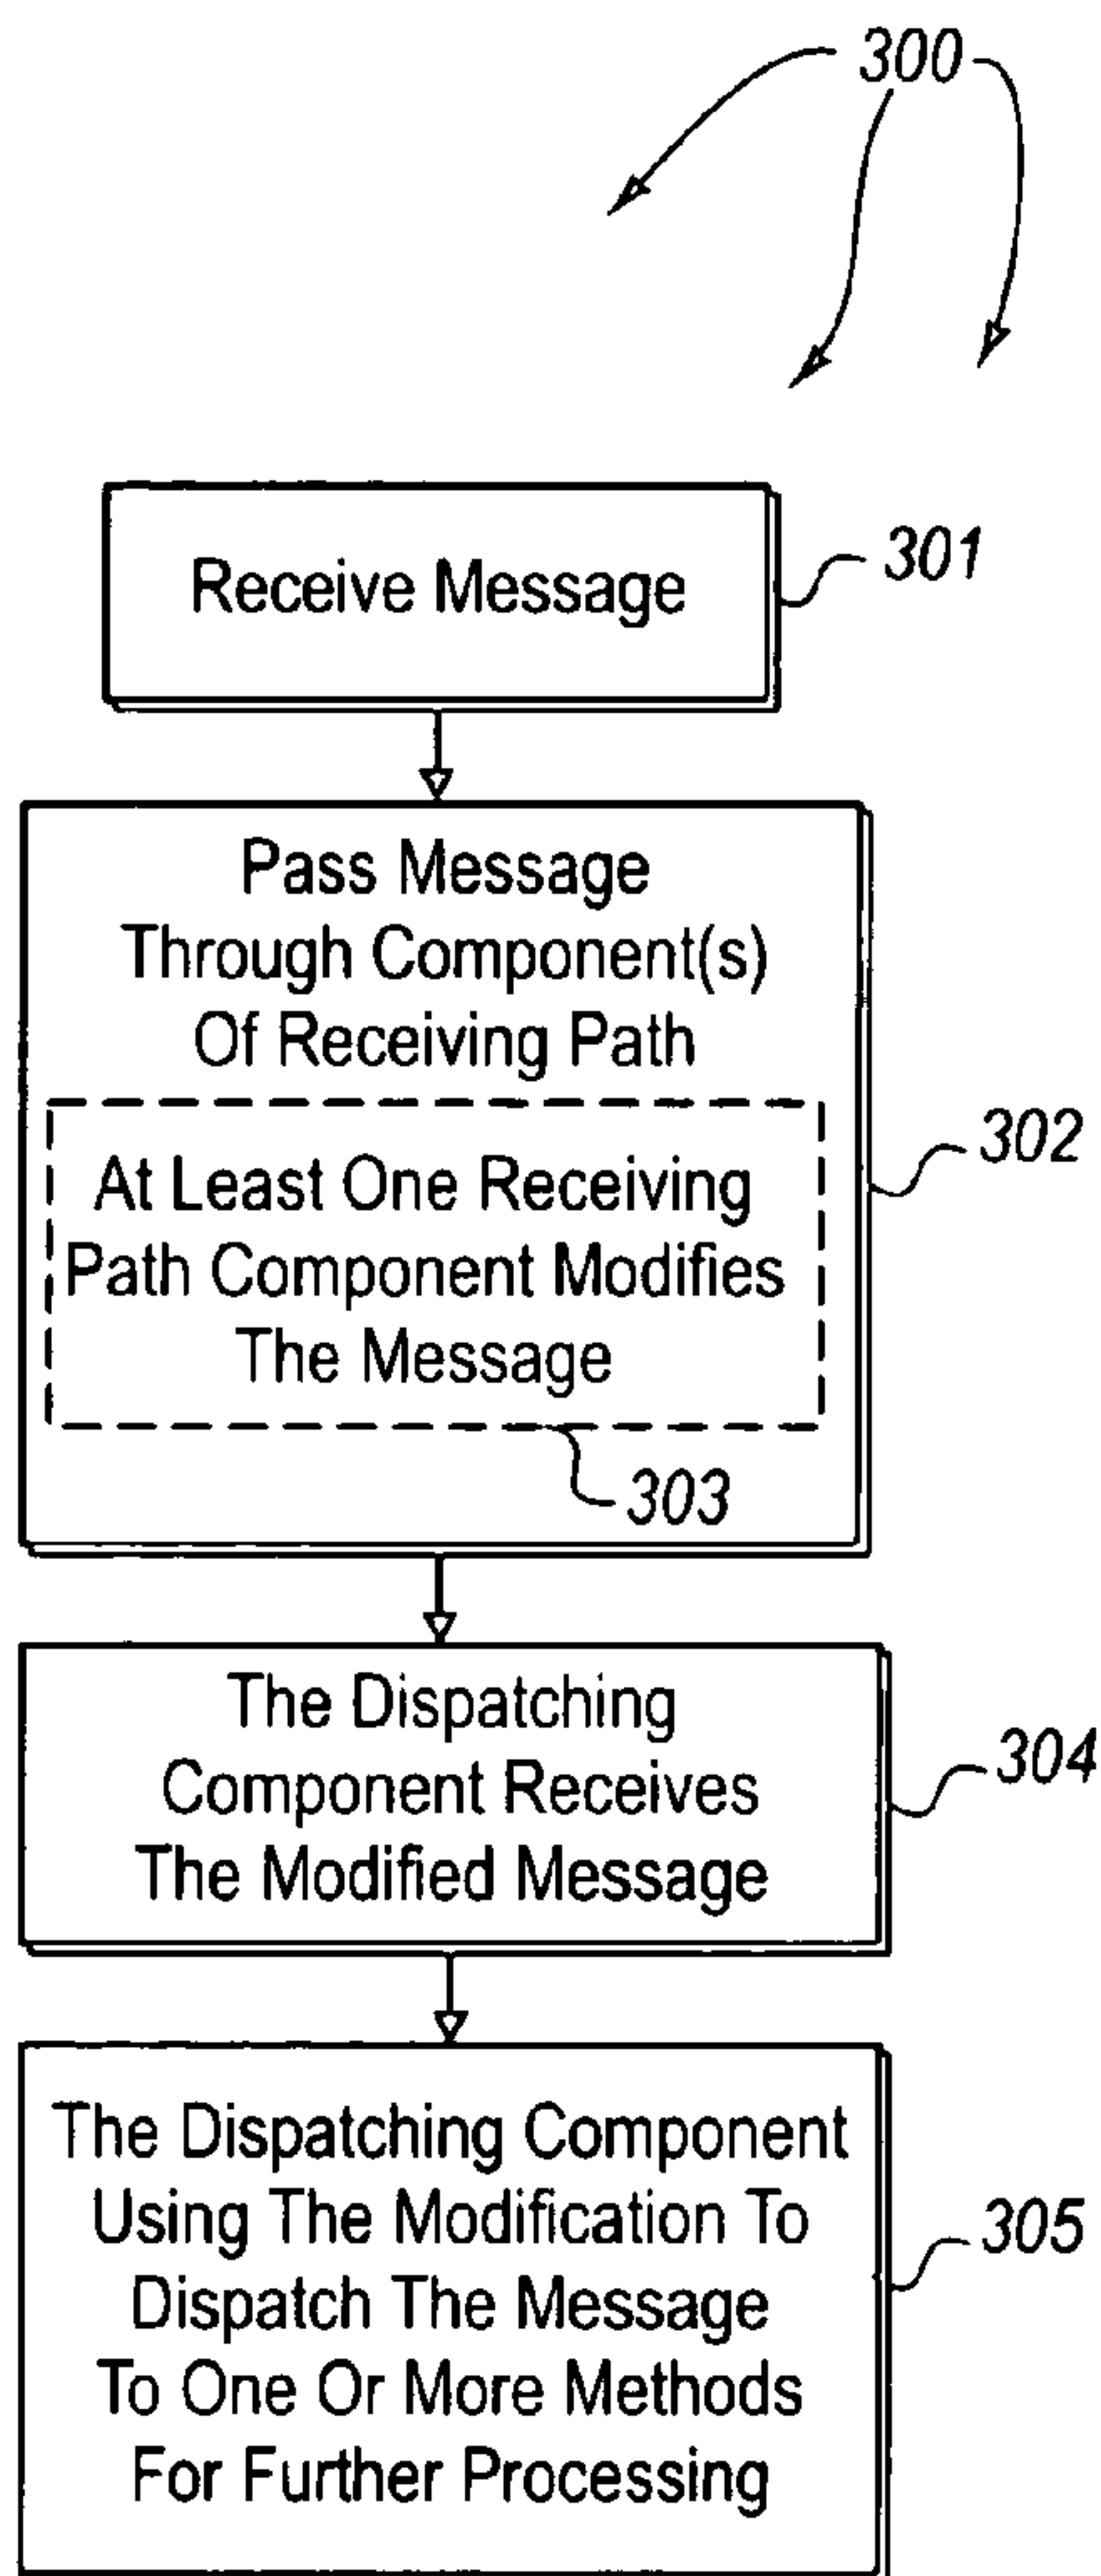 300
Receive Message
301
Pass Message
Through Component(s)
Of Receiving Path
At Least One Receiving
Path Component Modifies
The Message
302
303
The Dispatching
Component Receives
The Modified Message
304
The Dispatching Component
Using The Modification To
Dispatch The Message
To One Or More Methods
For Further Processing
305